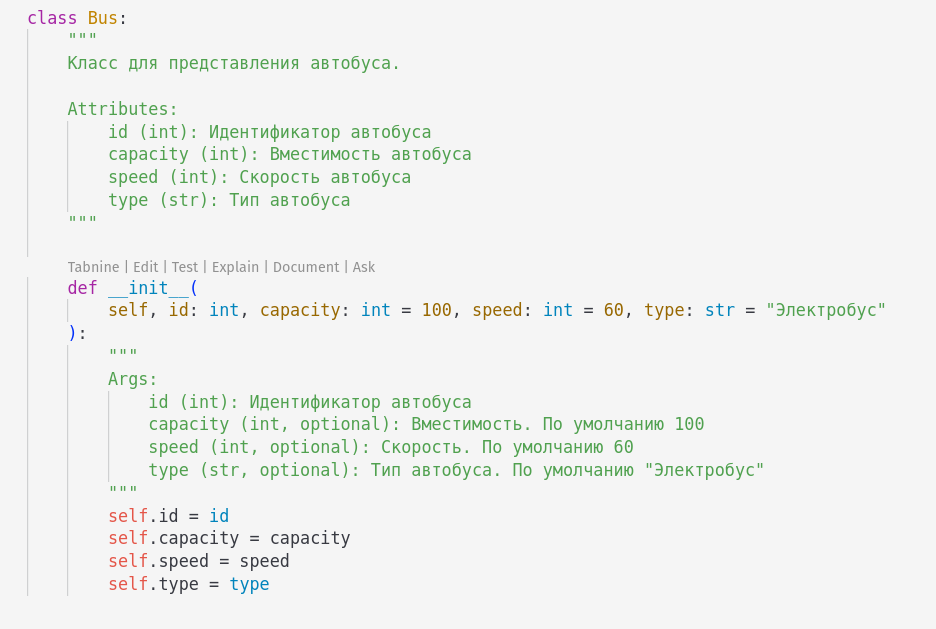 class Bus:
    """
    Класс для представления автобуса.

    Attributes:
        id (int): Идентификатор автобуса
        capacity (int): Вместимость автобуса
        speed (int): Скорость автобуса
        type (str): Тип автобуса
    """

    Tabnine | Edit | Test | Explain | Document | Ask
    def __init__(
        self, id: int, capacity: int = 100, speed: int = 60, type: str = "Электробус"
    ):
        """
        Args:
            id (int): Идентификатор автобуса
            capacity (int, optional): Вместимость. По умолчанию 100
            speed (int, optional): Скорость. По умолчанию 60
            type (str, optional): Тип автобуса. По умолчанию "Электробус"
        """
        self.id = id
        self.capacity = capacity
        self.speed = speed
        self.type = type